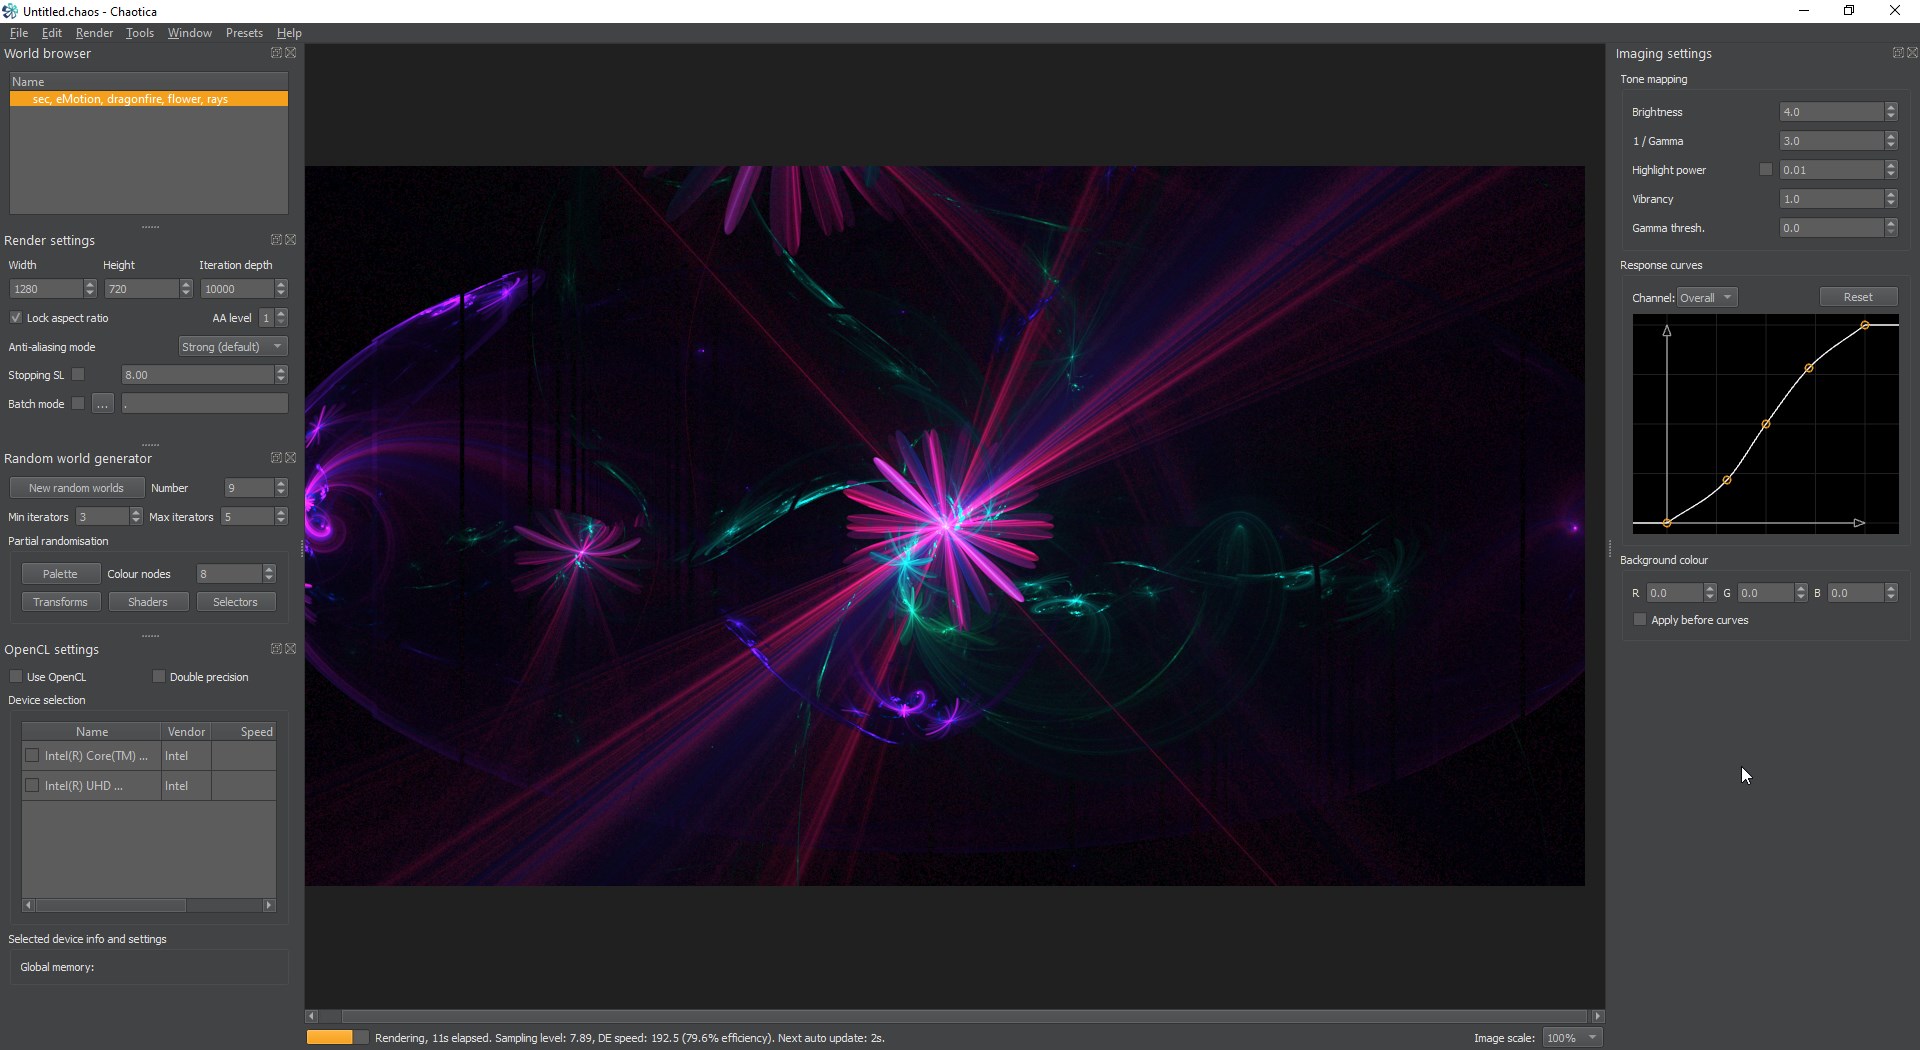 Untitled.chaos - Chaotica
File Edit Render Tools Window Presets Help
World browser
Name
sec, eMotion, dragonfire, flower, rays
Render settings
Width Height Iteration depth
1280 720 10000
Lock aspect ratio AA level 1
Anti-aliasing mode Strong (default)
Stopping SL 8.00
Batch mode ... .
Random world generator
New random worlds Number 9
Min iterators 3 Max iterators 5
Partial randomisation
Palette Colour nodes 8
Transforms Shaders Selectors
OpenCL settings
Use OpenCL Double precision
Device selection
Name Vendor Speed
Intel(R) Core(TM) ... Intel
Intel(R) UHD ... Intel
Selected device info and settings
Global memory:
Rendering, 11s elapsed. Sampling level: 7.89, DE speed: 192.5 (79.6% efficiency). Next auto update: 2s.
Image scale: 100%
Imaging settings
Tone mapping
Brightness 4.0
1 / Gamma 3.0
Highlight power 0.01
Vibrancy 1.0
Gamma thresh. 0.0
Response curves
Channel: Overall Reset
Background colour
R 0.0 G 0.0 B 0.0
Apply before curves